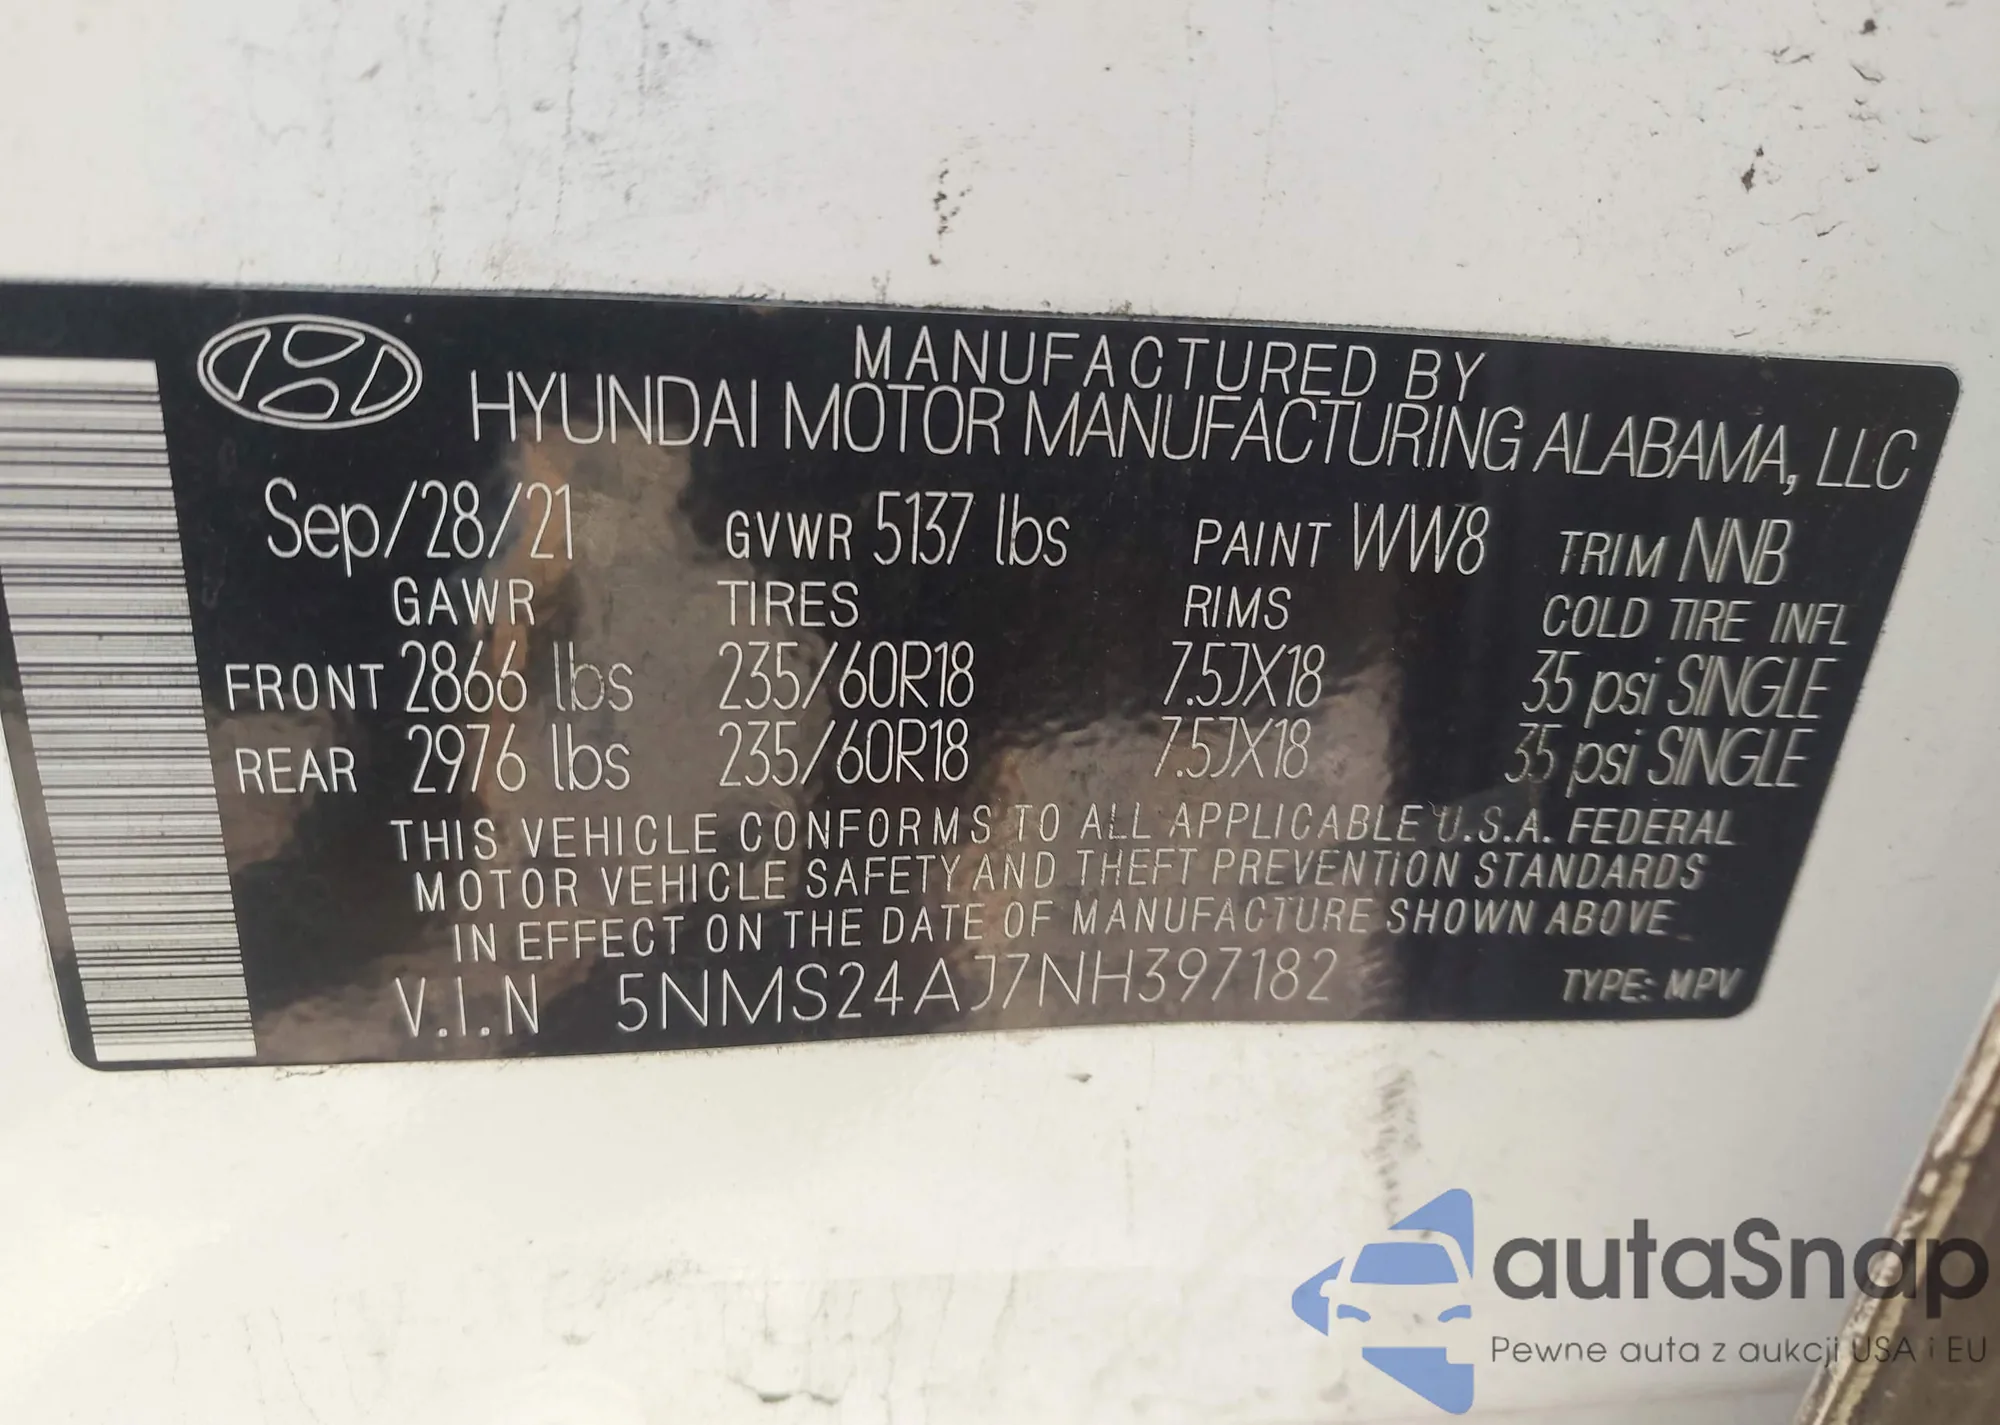 MANUFACTURED BY
HYUNDAI MOTOR MANUFACTURING ALABAMA, LLC
Sep/28/21 GVWR 5137 lbs PAINT WW8 TRIM NNB
GAWR TIRES RIMS COLD TIRE INFL
FRONT 2866 lbs 235/60R18 7.5JX18 35 psi SINGLE
REAR 2976 lbs 235/60R18 7.5JX18 35 psi SINGLE
THIS VEHICLE CONFORMS TO ALL APPLICABLE U.S.A. FEDERAL
MOTOR VEHICLE SAFETY AND THEFT PREVENTION STANDARDS
IN EFFECT ON THE DATE OF MANUFACTURE SHOWN ABOVE
V.I.N 5NMS24AJ7NH397182 TYPE: MPV
autaSnap
Pewne auta z aukcji USA i EU